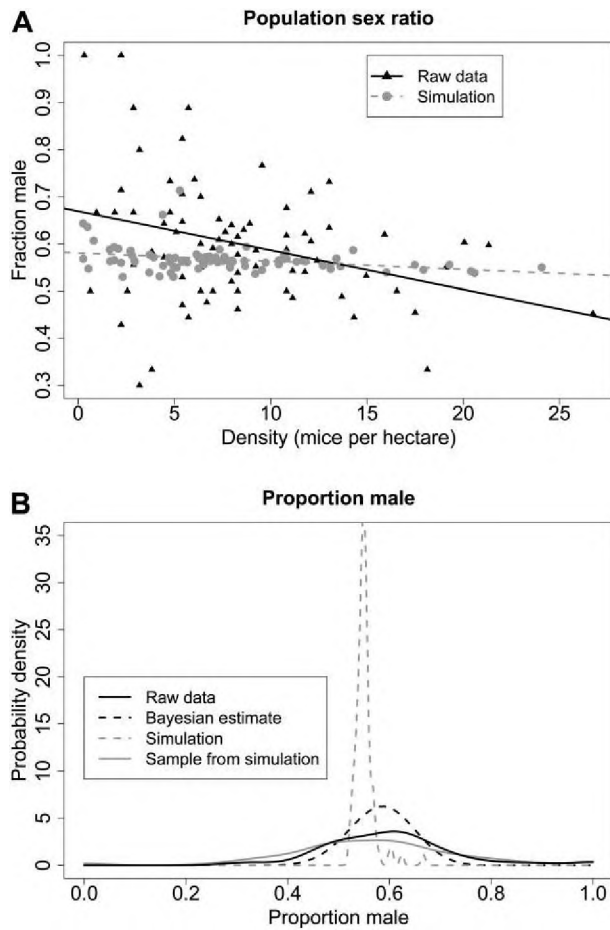 A
Population sex ratio
1.0
0.9
0.8
0.7
0.6
0.5
0.4
0.3
Fraction male
Raw data
Simulation
0 5 10 15 20 25
Density (mice per hectare)
B
Proportion male
35
30
25
20
15
10
5
0
Probability density
Raw data
Bayesian estimate
Simulation
Sample from simulation
0.0 0.2 0.4 0.6 0.8 1.0
Proportion male